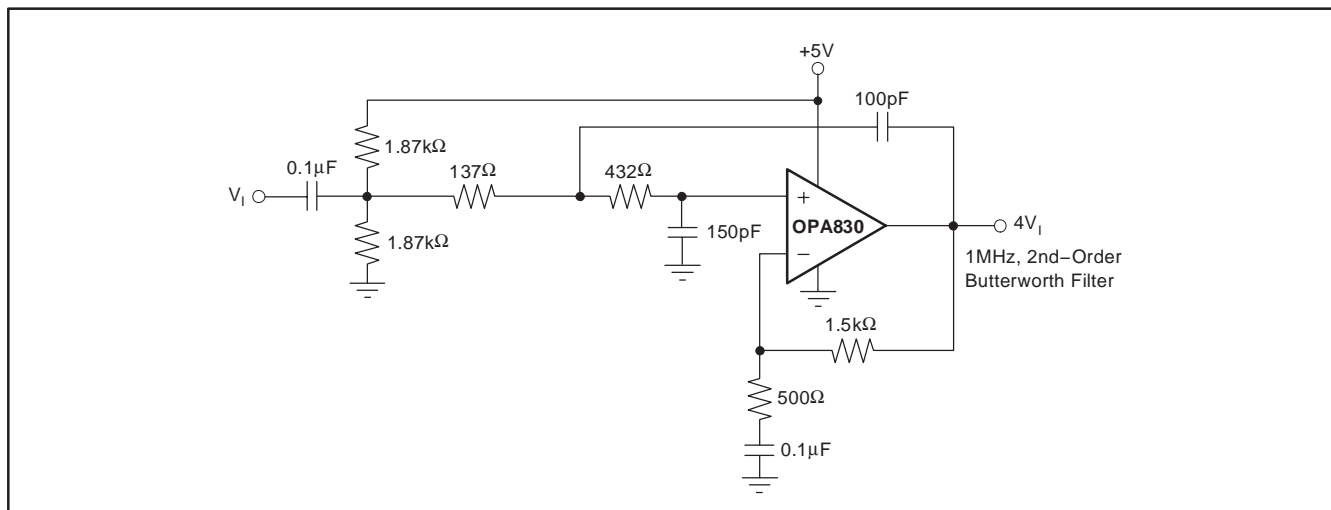 +5V
100pF
1.87kΩ
0.1μF
137Ω
432Ω
V_I
+
OPA830
150pF
4V_I
1.87kΩ
−
1MHz, 2nd−Order
Butterworth Filter
1.5kΩ
500Ω
0.1μF